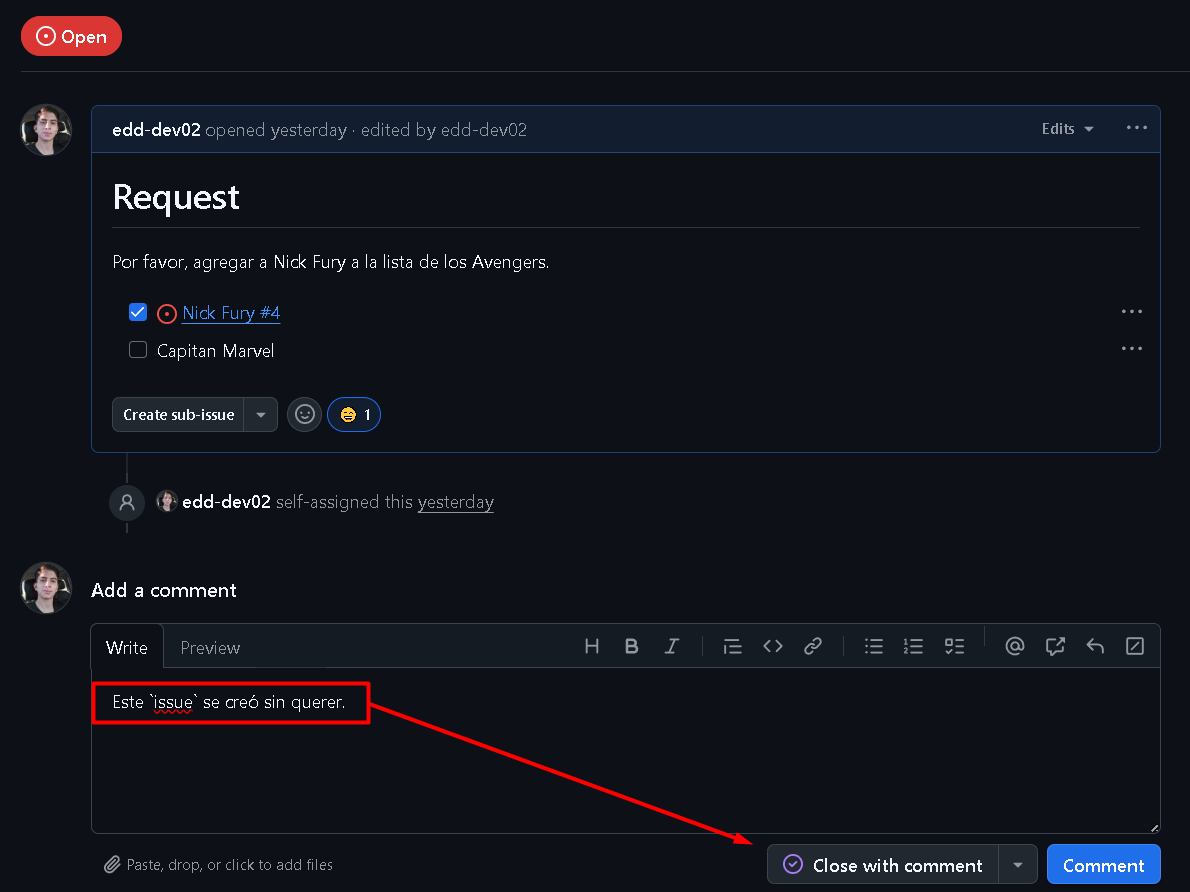 Open
edd-dev02 opened yesterday · edited by edd-dev02 Edits
Request
Por favor, agregar a Nick Fury a la lista de los Avengers.
Nick Fury #4
Capitan Marvel
Create sub-issue 1
edd-dev02 self-assigned this yesterday
Add a comment
Write Preview
Este `issue` se creó sin querer.
Paste, drop, or click to add files Close with comment Comment